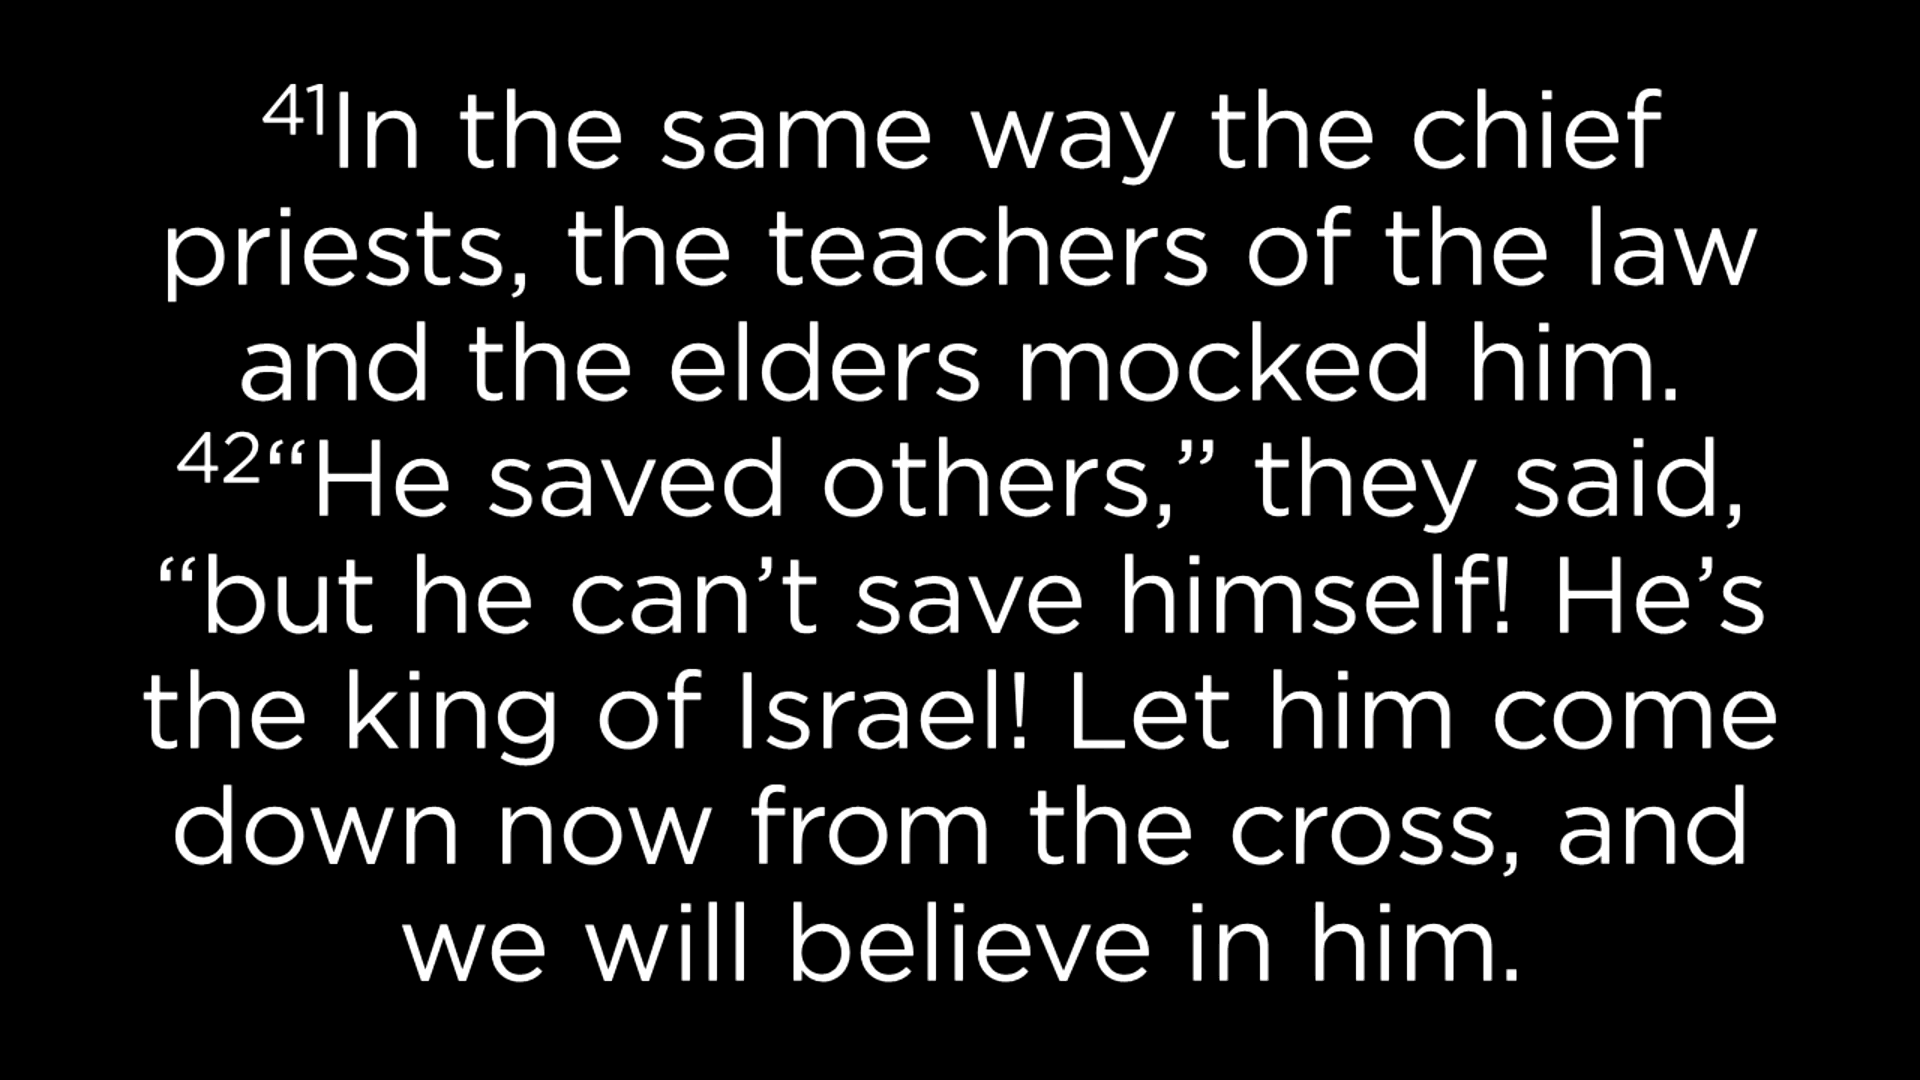 41In the same way the chief
priests, the teachers of the law
and the elders mocked him.
42“He saved others,” they said,
“but he can’t save himself! He’s
the king of Israel! Let him come
down now from the cross, and
we will believe in him.